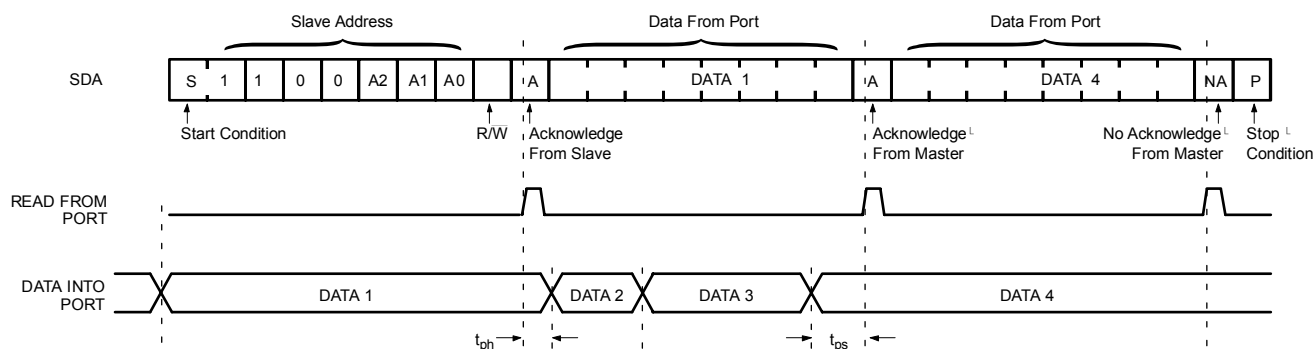 Slave Address
Data From Port
Data From Port
SDA
S 1 1 0 0 A2 A1 A0 A DATA 1 A DATA 4 NA P
Start Condition
R/W̅
Acknowledge
From Slave
Acknowledge
From Master
No Acknowledge
From Master
Stop
Condition
READ FROM
PORT
DATA INTO
PORT
DATA 1
DATA 2
DATA 3
DATA 4
tph
tps